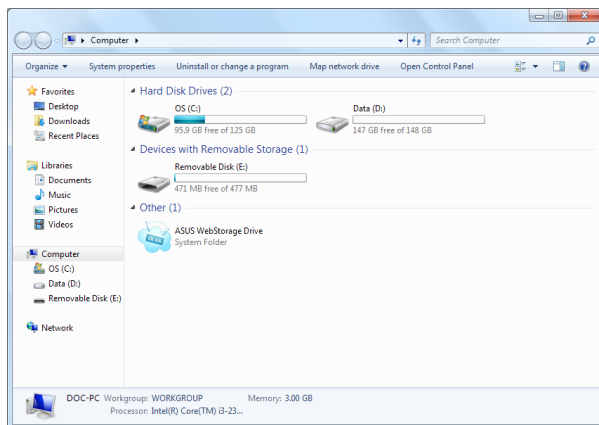 Computer
Search Computer
Organize
System properties
Uninstall or change a program
Map network drive
Open Control Panel
Favorites
Desktop
Downloads
Recent Places
Libraries
Documents
Music
Pictures
Videos
Computer
OS (C:)
Data (D:)
Removable Disk (E:)
Network
Hard Disk Drives (2)
OS (C:)
95.9 GB free of 125 GB
Data (D:)
147 GB free of 148 GB
Devices with Removable Storage (1)
Removable Disk (E:)
471 MB free of 477 MB
Other (1)
ASUS WebStorage Drive
System Folder
DOC-PC Workgroup: WORKGROUP Memory: 3.00 GB
Processor: Intel(R) Core(TM) i3-23...